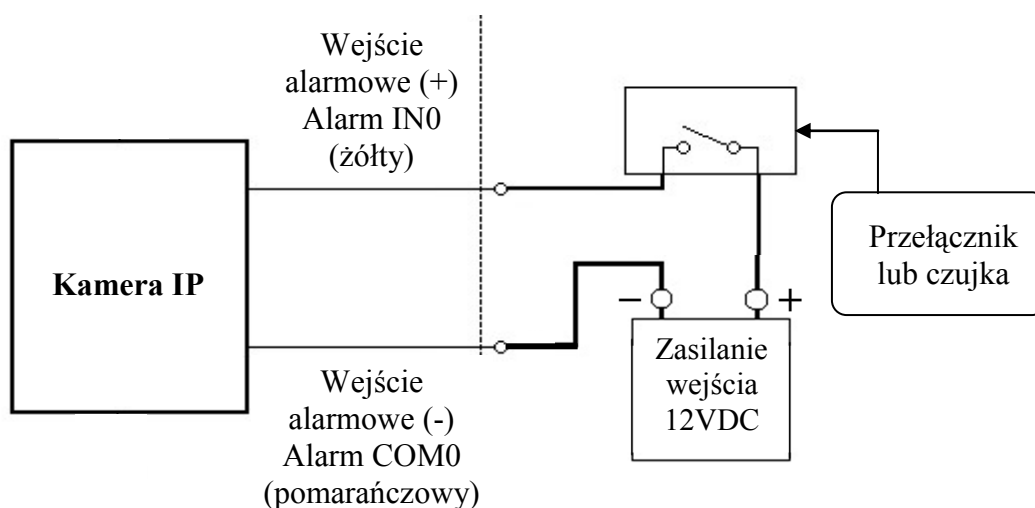 Wejście
alarmowe (+)
Alarm IN0
(żółty)
Kamera IP
Przełącznik
lub czujka
− +
Zasilanie
wejścia
12VDC
Wejście
alarmowe (-)
Alarm COM0
(pomarańczowy)